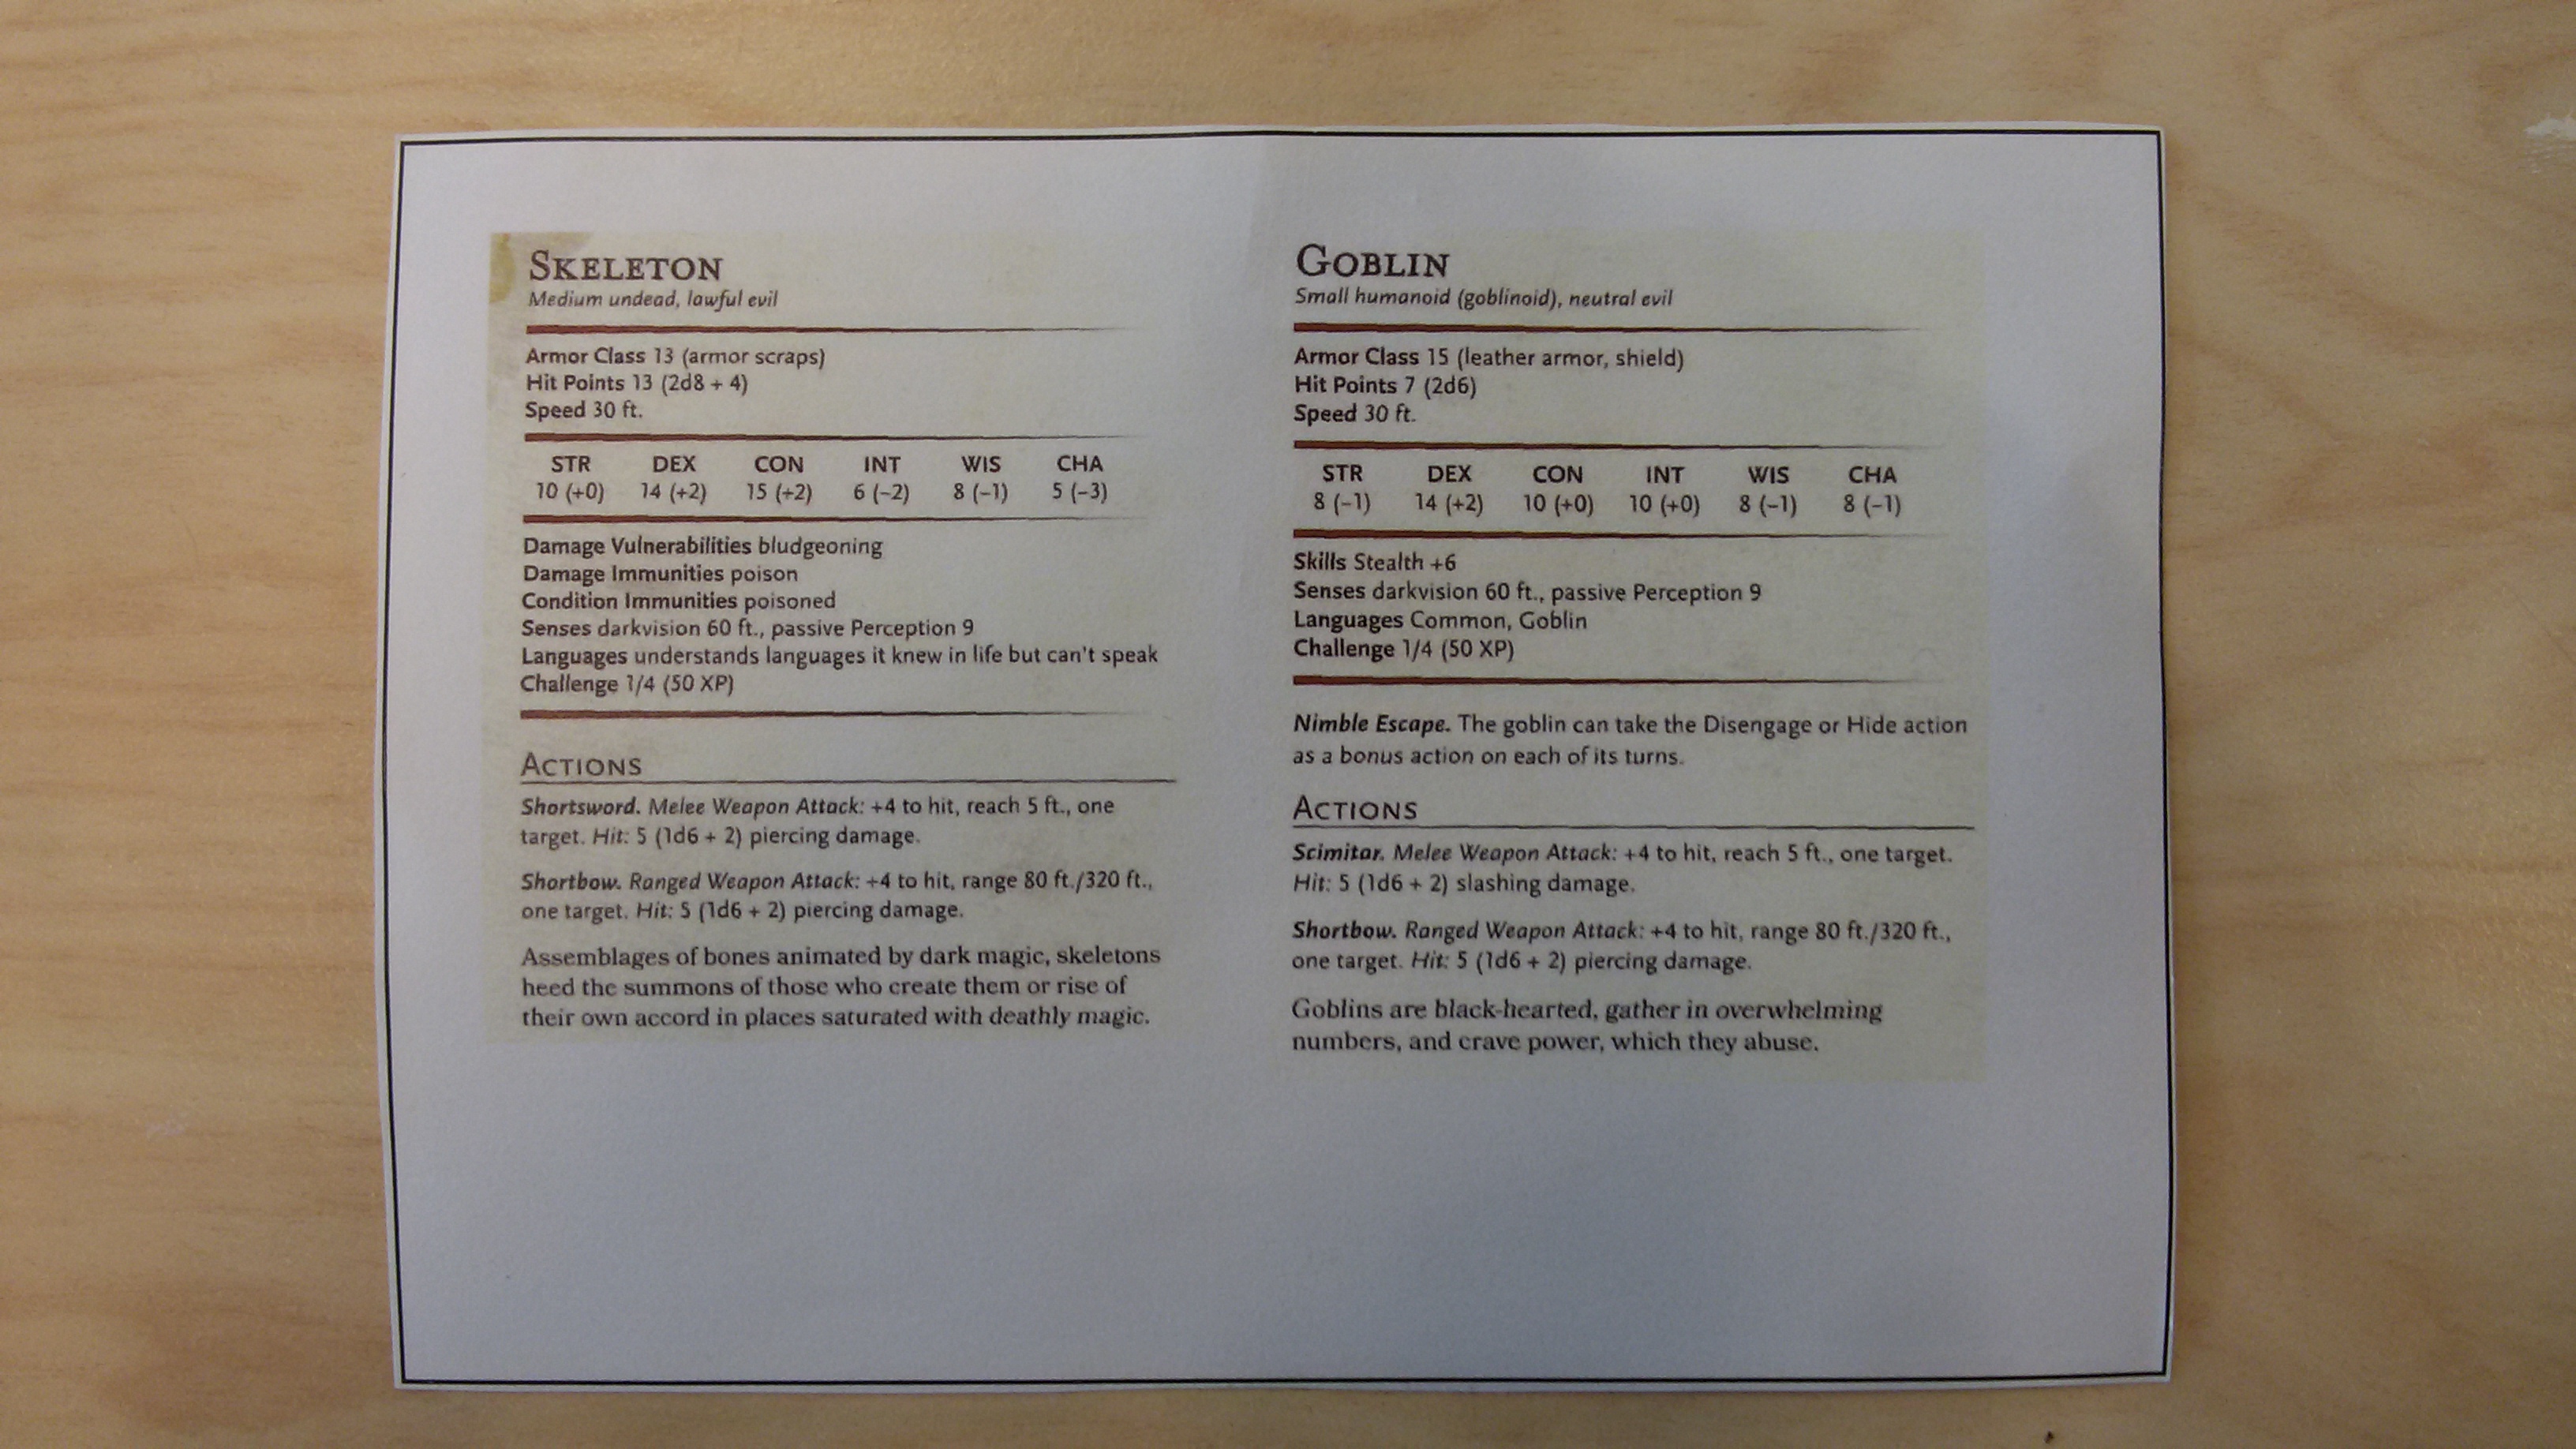 SKELETON
Medium undead, lawful evil
Armor Class 13 (armor scraps)
Hit Points 13 (2d8 + 4)
Speed 30 ft.
STR DEX CON INT WIS CHA
10 (+0) 14 (+2) 15 (+2) 6 (–2) 8 (–1) 5 (–3)
Damage Vulnerabilities bludgeoning
Damage Immunities poison
Condition Immunities poisoned
Senses darkvision 60 ft., passive Perception 9
Languages understands languages it knew in life but can't speak
Challenge 1/4 (50 XP)
ACTIONS
Shortsword. Melee Weapon Attack: +4 to hit, reach 5 ft., one
target. Hit: 5 (1d6 + 2) piercing damage.
Shortbow. Ranged Weapon Attack: +4 to hit, range 80 ft./320 ft.,
one target. Hit: 5 (1d6 + 2) piercing damage.
Assemblages of bones animated by dark magic, skeletons
heed the summons of those who create them or rise of
their own accord in places saturated with deathly magic.
GOBLIN
Small humanoid (goblinoid), neutral evil
Armor Class 15 (leather armor, shield)
Hit Points 7 (2d6)
Speed 30 ft.
STR DEX CON INT WIS CHA
8 (–1) 14 (+2) 10 (+0) 10 (+0) 8 (–1) 8 (–1)
Skills Stealth +6
Senses darkvision 60 ft., passive Perception 9
Languages Common, Goblin
Challenge 1/4 (50 XP)
Nimble Escape. The goblin can take the Disengage or Hide action
as a bonus action on each of its turns.
ACTIONS
Scimitar. Melee Weapon Attack: +4 to hit, reach 5 ft., one target.
Hit: 5 (1d6 + 2) slashing damage.
Shortbow. Ranged Weapon Attack: +4 to hit, range 80 ft./320 ft.,
one target. Hit: 5 (1d6 + 2) piercing damage.
Goblins are black-hearted, gather in overwhelming
numbers, and crave power, which they abuse.